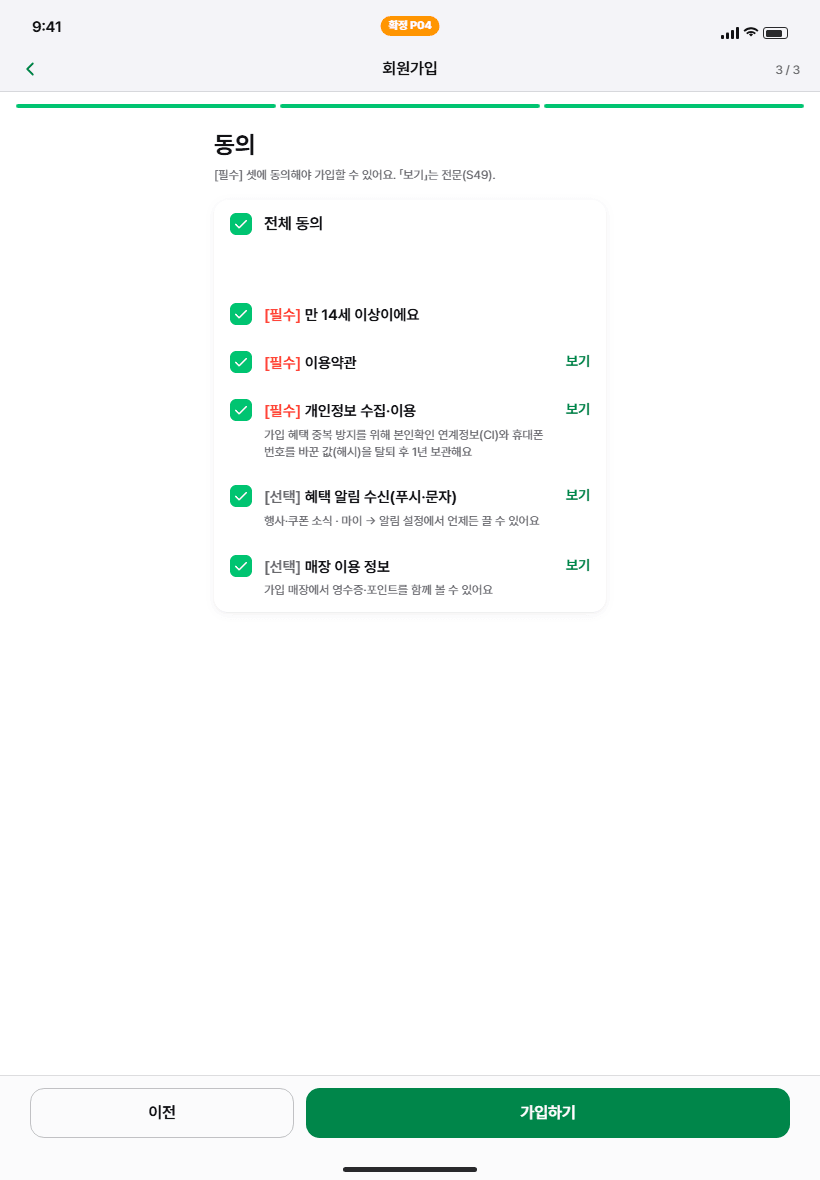 9:41
확정 P04
회원가입
3 / 3
동의
[필수] 셋에 동의해야 가입할 수 있어요. 「보기」는 전문(S49).
전체 동의
[필수] 만 14세 이상이에요
[필수] 이용약관
보기
[필수] 개인정보 수집·이용
보기
가입 혜택 중복 방지를 위해 본인확인 연계정보(CI)와 휴대폰
번호를 바꾼 값(해시)을 탈퇴 후 1년 보관해요
[선택] 혜택 알림 수신(푸시·문자)
보기
행사·쿠폰 소식 · 마이 → 알림 설정에서 언제든 끌 수 있어요
[선택] 매장 이용 정보
보기
가입 매장에서 영수증·포인트를 함께 볼 수 있어요
이전
가입하기